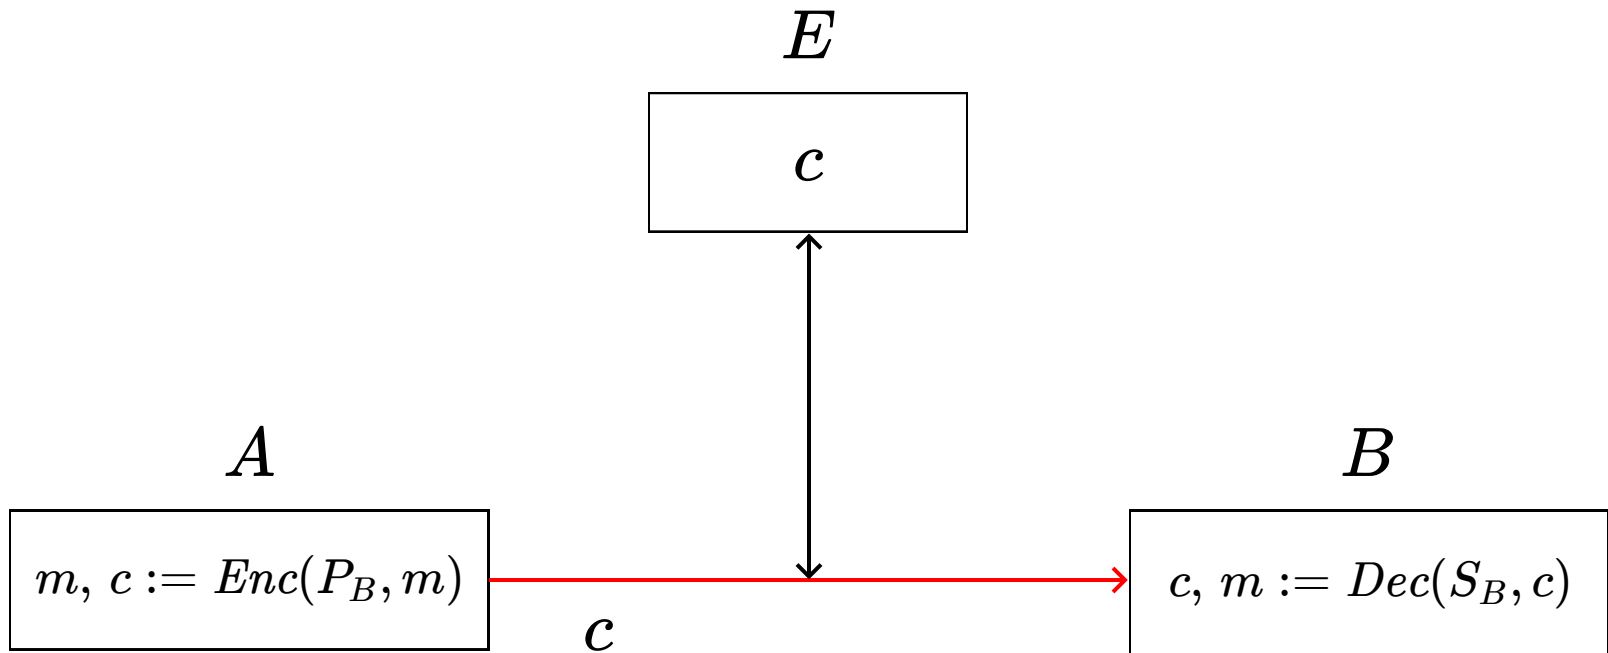 E
c
A
B
m, c := Enc(P_B, m)
c, m := Dec(S_B, c)
c